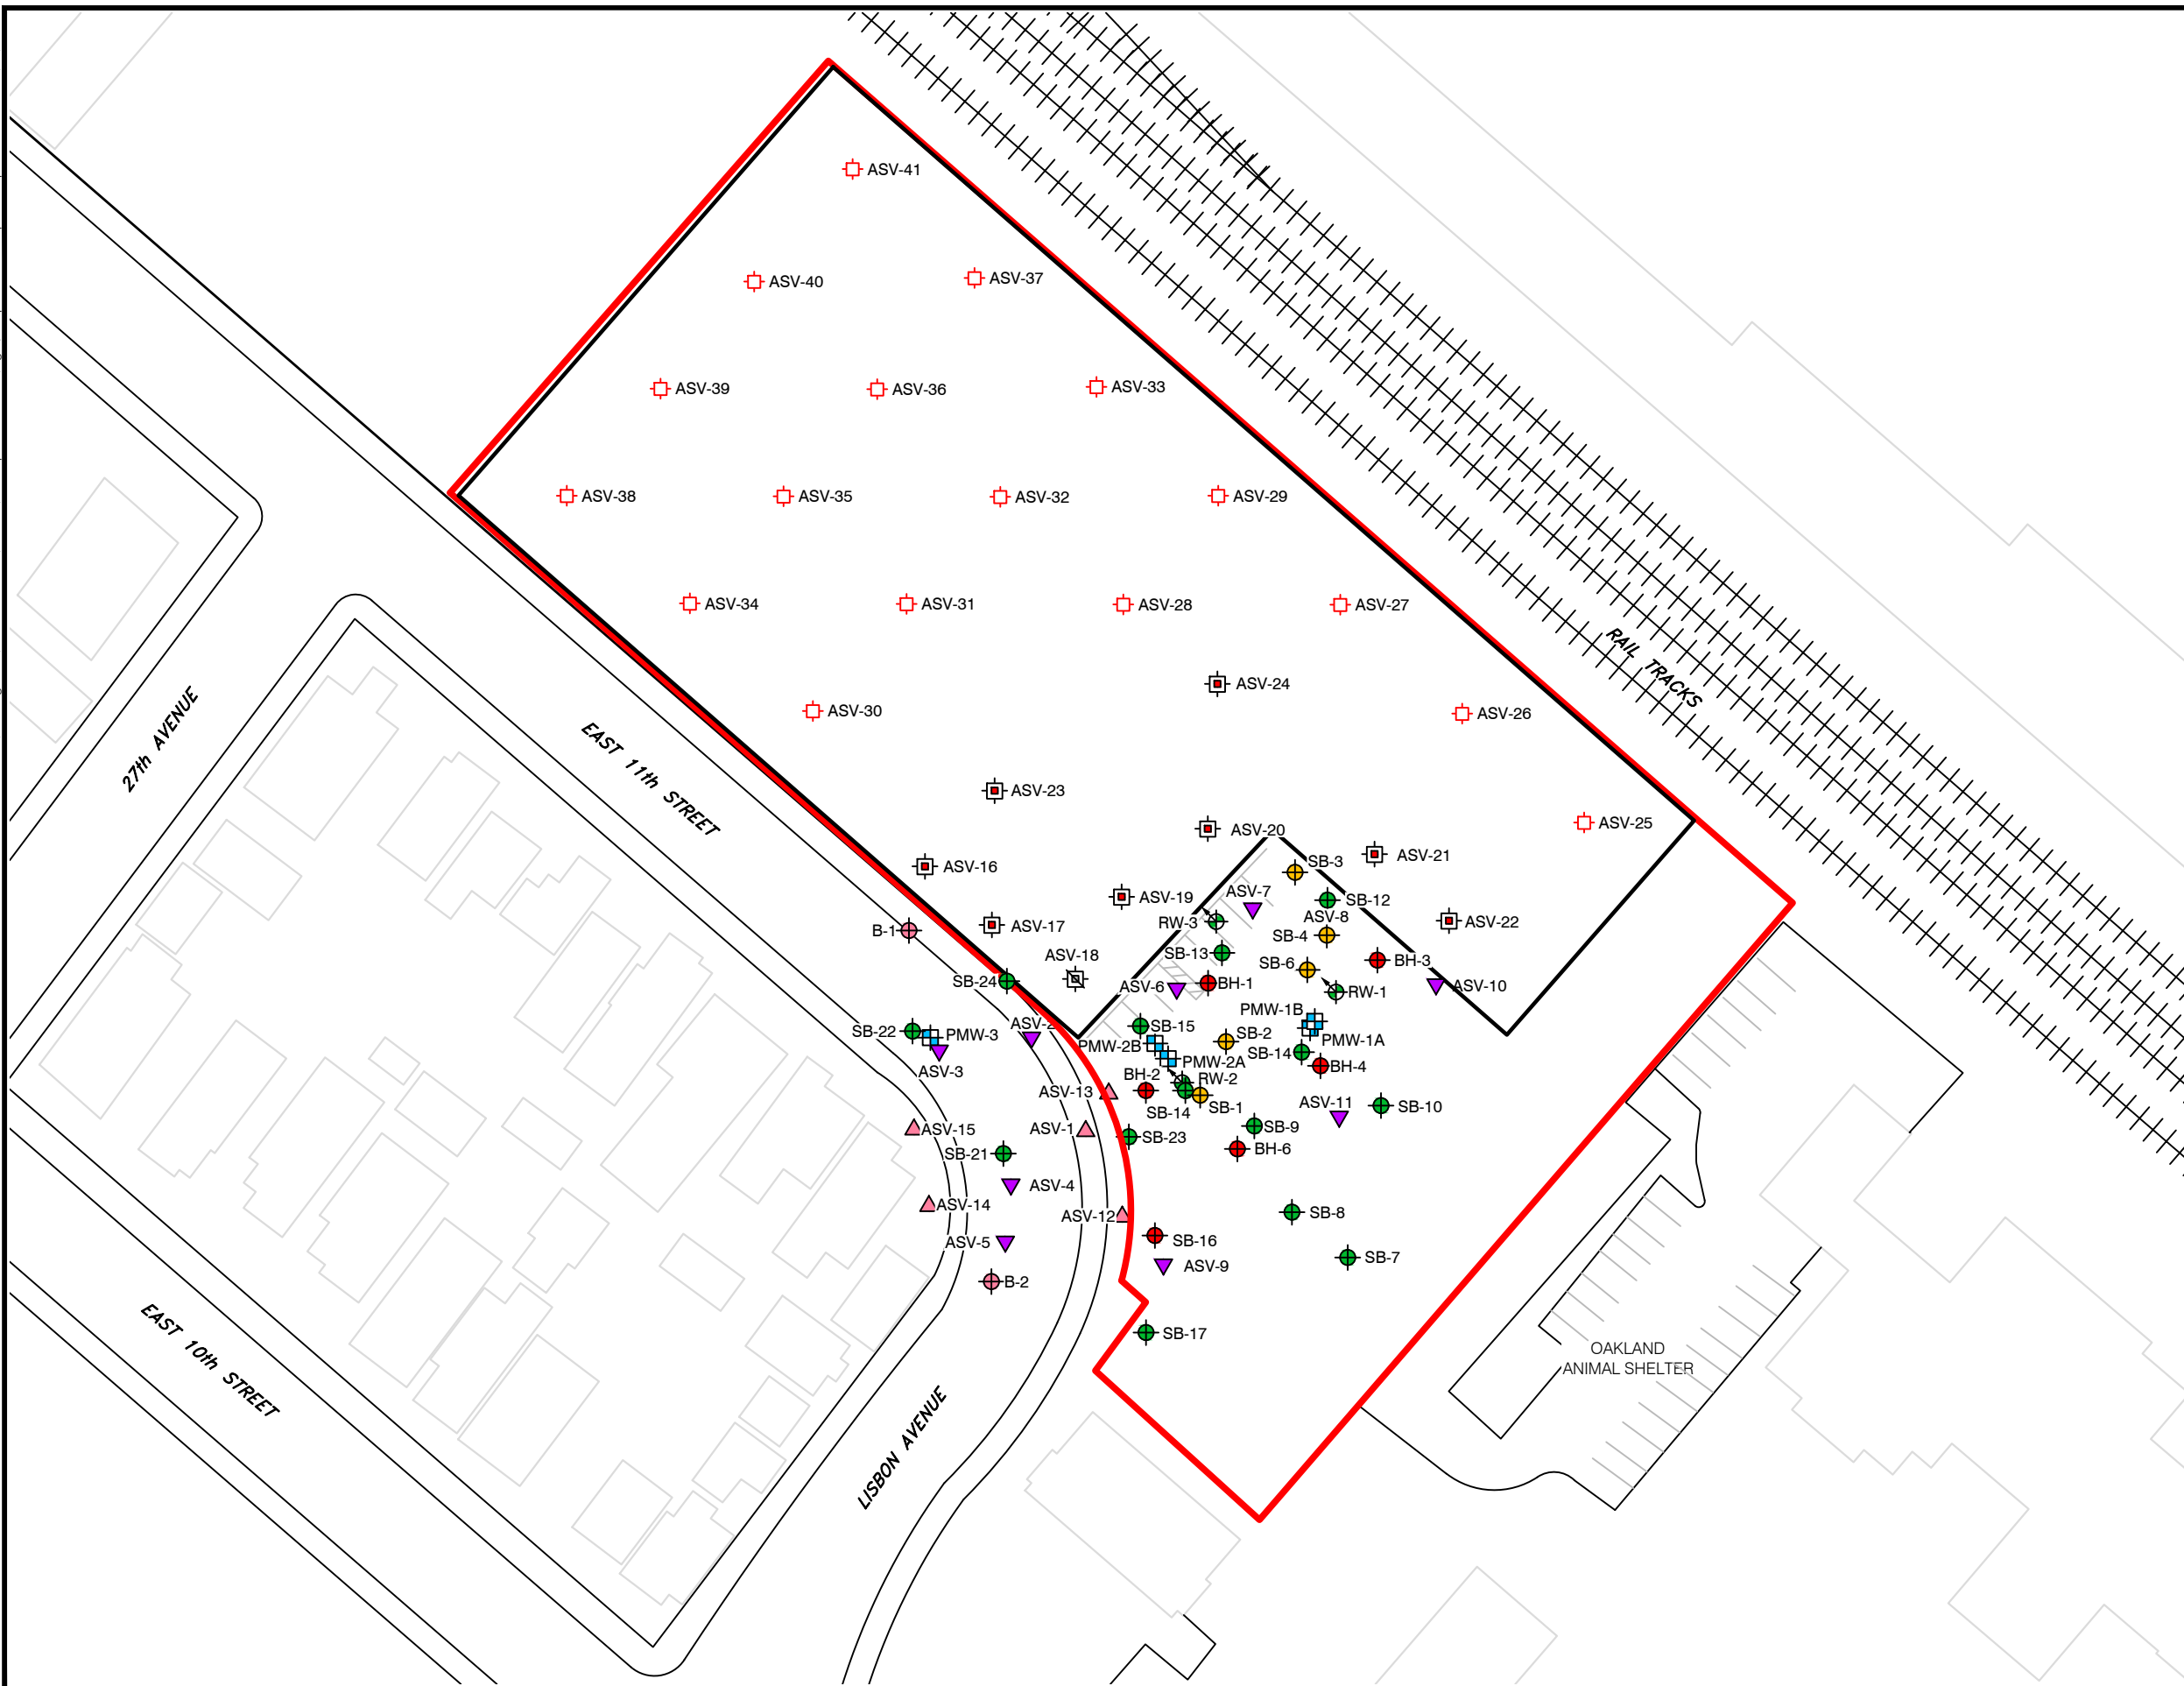 ASV-41
ASV-40
ASV-37
ASV-39
ASV-36
ASV-33
ASV-38
ASV-35
ASV-32
ASV-29
ASV-34
ASV-31
ASV-28
ASV-27
RAIL TRACKS
ASV-24
27th AVENUE
EAST 11th STREET
ASV-30
ASV-26
ASV-23
ASV-20
ASV-25
ASV-16
SB-3
ASV-21
ASV-19
ASV-7
SB-12
B-1
ASV-17
RW-3
ASV-8
ASV-22
SB-4
ASV-18
SB-13
SB-6
BH-3
SB-24
ASV-6
BH-1
RW-1
ASV-10
PMW-1B
ASV-2
SB-22
PMW-3
SB-15
SB-2
PMW-1A
PMW-2B
SB-14
ASV-3
PMW-2A
BH-4
BH-2
RW-2
ASV-13
SB-14
SB-1
ASV-11
SB-10
ASV-15
ASV-1
SB-23
SB-9
SB-21
BH-6
ASV-4
ASV-14
ASV-12
SB-8
ASV-5
SB-16
SB-7
ASV-9
B-2
SB-17
EAST 10th STREET
OAKLAND
ANIMAL SHELTER
LISBON AVENUE